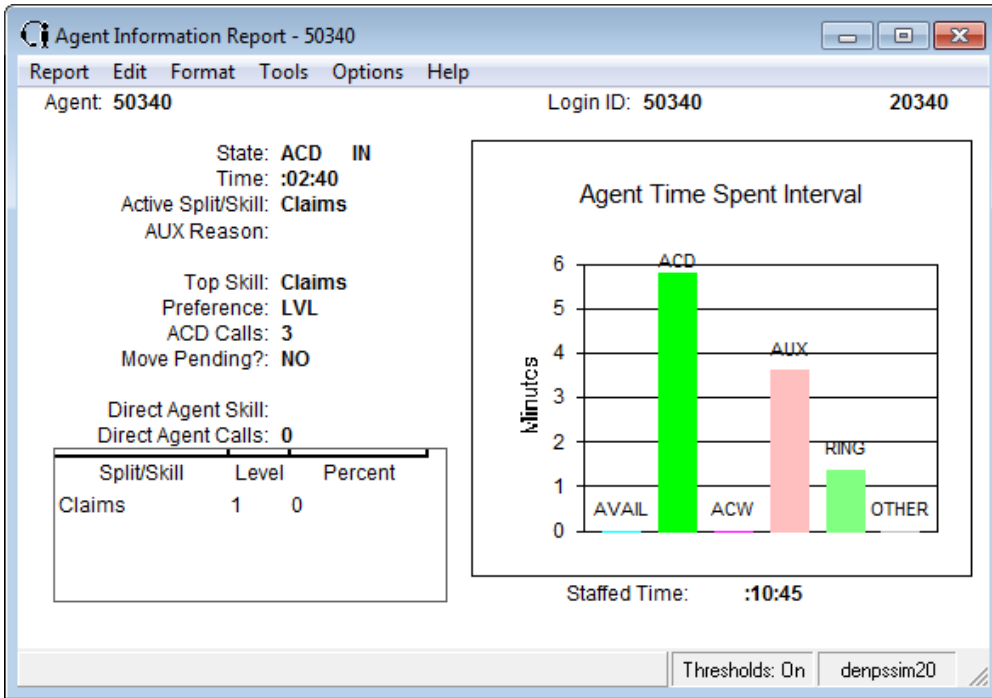 Agent Information Report - 50340
Report Edit Format Tools Options Help
Agent: 50340 Login ID: 50340 20340
State: ACD IN
Time: :02:40
Active Split/Skill: Claims
AUX Reason:
Top Skill: Claims
Preference: LVL
ACD Calls: 3
Move Pending?: NO
Direct Agent Skill:
Direct Agent Calls: 0
Split/Skill Level Percent
Claims 1 0
Agent Time Spent Interval
Minutes
6
5
4
3
2
1
0
AVAIL
ACD
ACW
AUX
RING
OTHER
Staffed Time: :10:45
Thresholds: On denpssim20